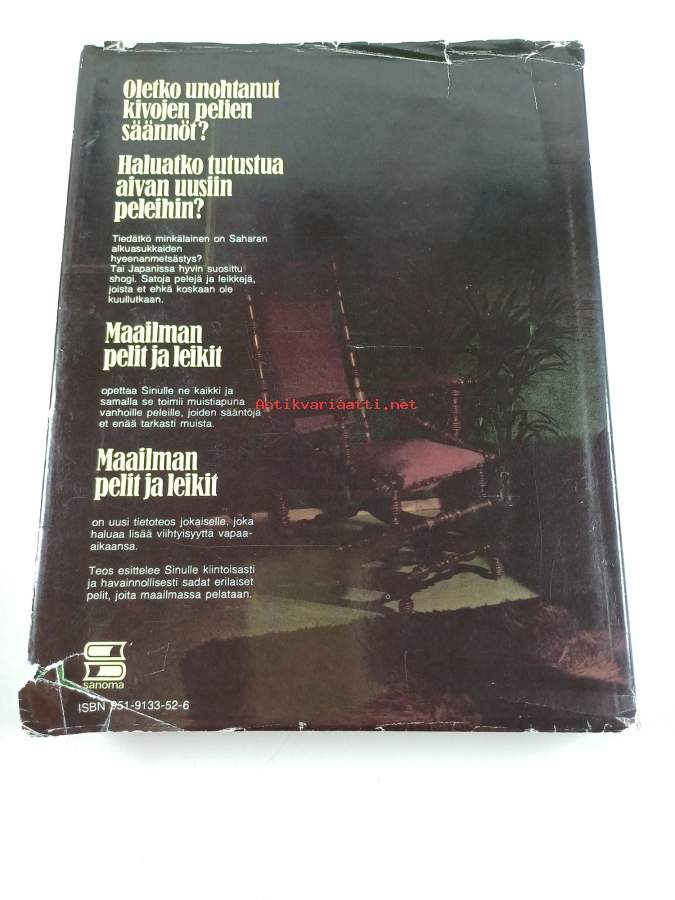 Oletko unohtanut
kivojen pelien
säännöt?
Haluatko tutustua
aivan uusiin
peleihin?
Tiedätkö minkälainen on Saharan
alkuasukkaiden
hyeenanmetsästys?
Tai Japanissa hyvin suosittu
shogi. Satoja pelejä ja leikkejä,
joista et ehkä koskaan ole
kuullutkaan.
Maailman
pelit ja leikit
opettaa Sinulle ne kaikki ja
samalla se toimii muistiapuna
vanhoille peleille, joiden sääntöjä
et enää tarkasti muista.
Antikvariaatti.net
Maailman
pelit ja leikit
on uusi tietoteos jokaiselle, joka
haluaa lisää viihtyisyyttä vapaa-
aikaansa.
Teos esittelee Sinulle kiintoisasti
ja havainnollisesti sadat erilaiset
pelit, joita maailmassa pelataan.
sanoma
ISBN 951-9133-52-6